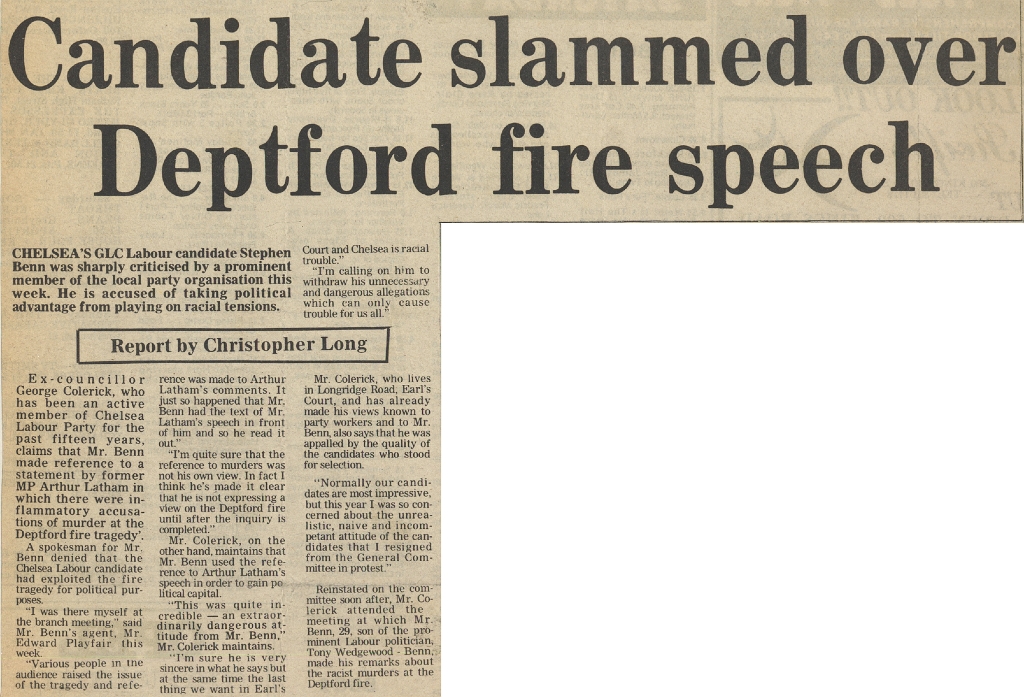 Candidate slammed over
Deptford fire speech
CHELSEA'S GLC Labour candidate Stephen
Benn was sharply criticised by a prominent
member of the local party organisation this
week. He is accused of taking political
advantage from playing on racial tensions.
Report by Christopher Long
Ex-councillor
George Colerick, who
has been an active
member of Chelsea
Labour Party for the
past fifteen years,
claims that Mr. Benn
made reference to a
statement by former
MP Arthur Latham in
which there were in-
flammatory accusa-
tions of murder at the
Deptford fire tragedy'.
A spokesman for Mr.
Benn denied that the
Chelsea Labour candidate
had exploited the fire
tragedy for political pur-
poses.
"I was there myself at
the branch meeting," said
Mr. Benn's agent, Mr.
Edward Playfair this
week.
"Various people in the
audience raised the issue
of the tragedy and refe-
rence was made to Arthur
Latham's comments. It
just so happened that Mr.
Benn had the text of Mr.
Latham's speech in front
of him and so he read it
out."
"I'm quite sure that the
reference to murders was
not his own view. In fact I
think he's made it clear
that he is not expressing a
view on the Deptford fire
until after the inquiry is
completed."
Mr. Colerick, on the
other hand, maintains that
Mr. Benn used the refe-
rence to Arthur Latham's
speech in order to gain po
litical capital.
"This was quite in-
credible — an extraor-
dinarily dangerous at-
titude from Mr. Benn,"
Mr. Colerick maintains.
"I'm sure he is very
sincere in what he says but
at the same time the last
thing we want in Earl's
Court and Chelsea is racial
trouble."
"I'm calling on him to
withdraw his unnecessary
and dangerous allegations
which can only cause
trouble for us all."
Mr. Colerick, who lives
in Longridge Road, Earl's
Court, and has already
made his views known to
party workers and to Mr.
Benn, also says that he was
appalled by the quality of
the candidates who stood
for selection.
"Normally our candi-
dates are most impressive,
but this year I was so con-
cerned about the unrea-
listic, naive and incom-
petant attitude of the can-
didates that I resigned
from the General Com-
mittee in protest."
Reinstated on the com-
mittee soon after, Mr. Co-
lerick attended the
meeting at which Mr.
Benn, 29, son of the pro-
minent Labour politician,
Tony Wedgewood - Benn,
made his remarks about
the racist murders at the
Deptford fire.